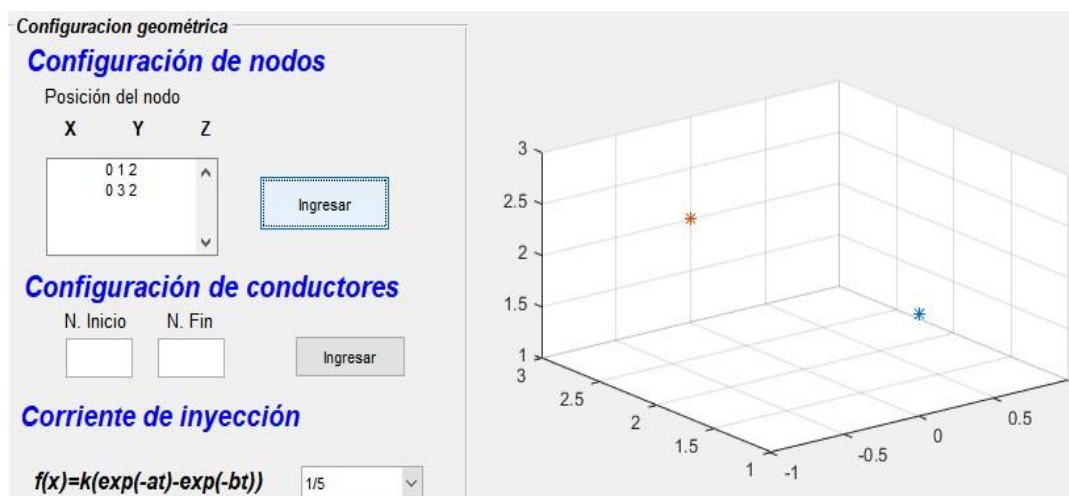 Configuracion geométrica
Configuración de nodos
Posición del nodo
X Y Z
0 1 2
0 3 2
Ingresar
Configuración de conductores
N. Inicio N. Fin
Ingresar
Corriente de inyección
f(x)=k(exp(-at)-exp(-bt))
1/5
3
2.5
2
1.5
1
3
2.5
2
1.5
1
-1
-0.5
0
0.5